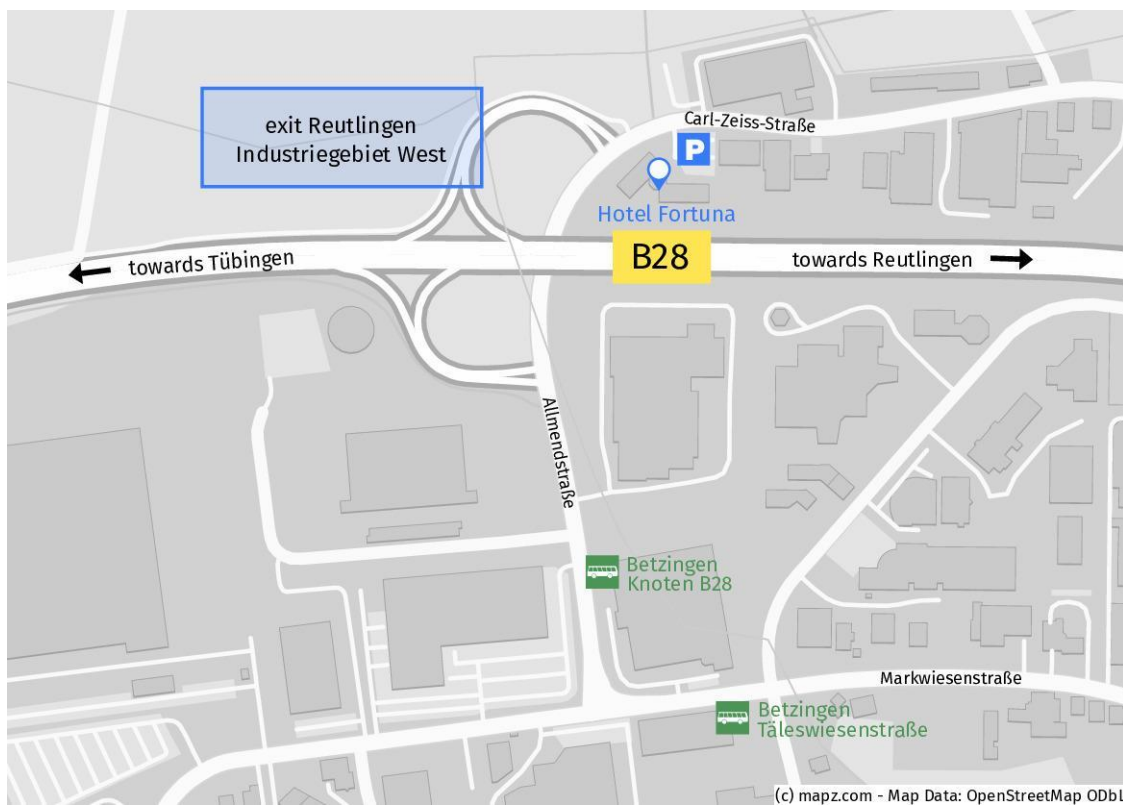 exit Reutlingen
Industriegebiet West
Carl-Zeiss-Straße
P
Hotel Fortuna
B28
towards Tübingen
towards Reutlingen
Allmendstraße
Betzingen
Knoten B28
Markwiesenstraße
Betzingen
Täleswiesenstraße
(c) mapz.com - Map Data: OpenStreetMap ODbL